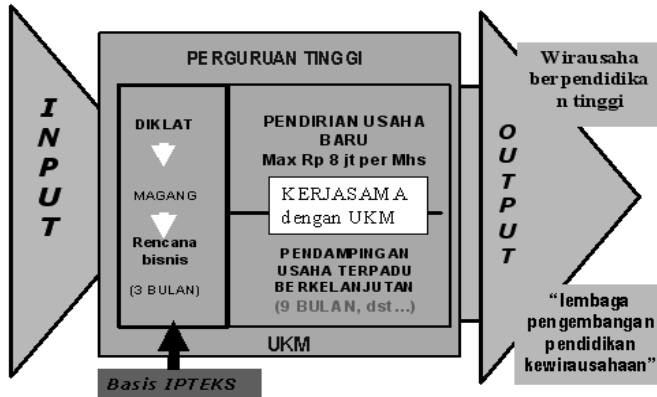 INPUT
PERGURUAN TINGGI
DIKLAT
MAGANG
Rencana
bisnis
(3 BULAN)
PENDIRIAN USAHA
BARU
Max Rp 8 jt per Mhs
KERJASAMA
dengan UKM
PENDAMPINGAN
USAHA TERPADU
BERKELANJUTAN
(9 BULAN, dst...)
UKM
Basis IPTEKS
OUTPUT
Wirausaha
berpendidika
n tinggi
“lembaga
pengembangan
pendidikan
kewirausahaan”